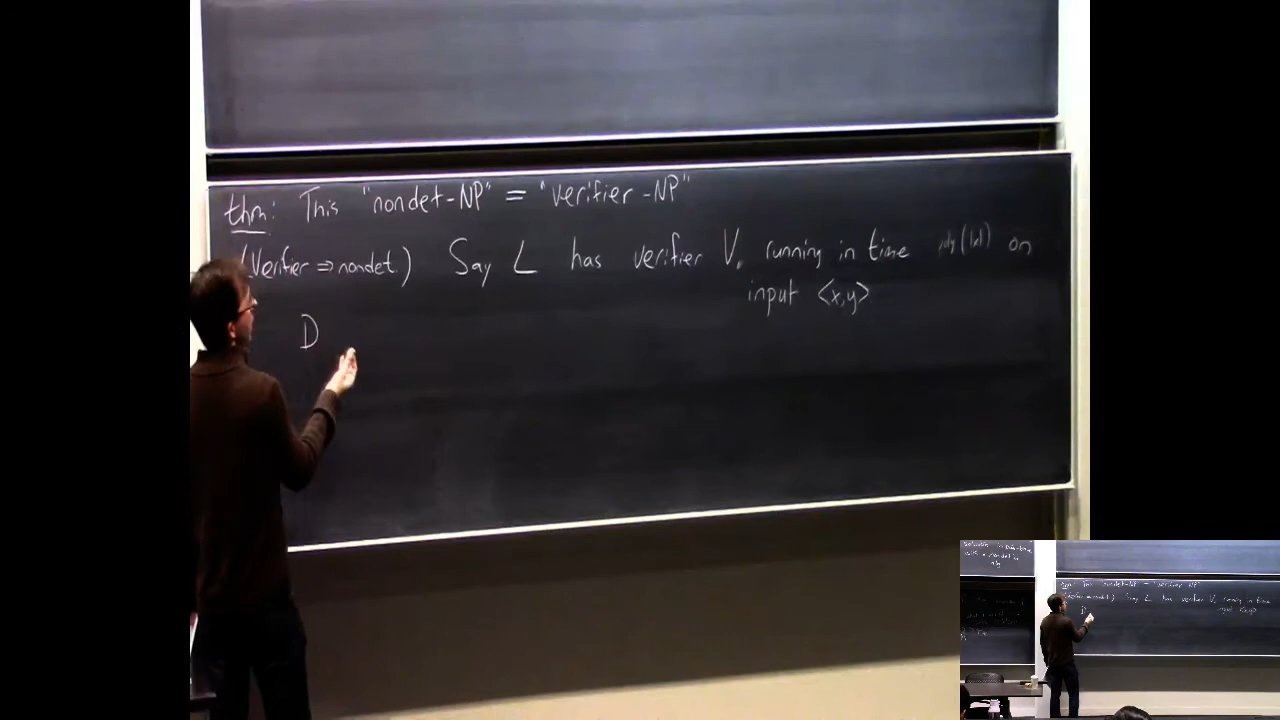 thm: This "nondet-NP" = "verifier-NP"
(Verifier ⇒ nondet.) Say L has verifier V, running in time poly(|x|) on
input <x,y>
D